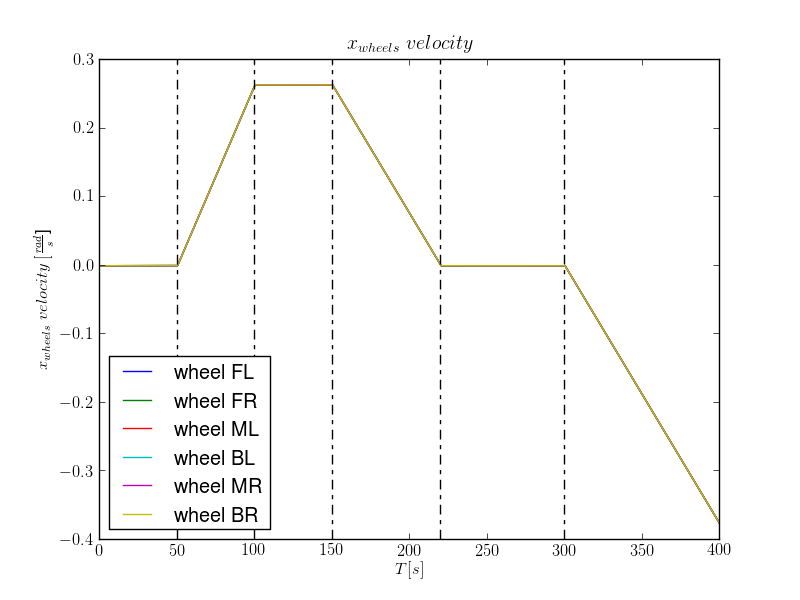 x_wheels velocity
0.3
0.2
0.1
0.0
−0.1
−0.2
−0.3
−0.4
x_wheels velocity [rad/s]
wheel FL
wheel FR
wheel ML
wheel BL
wheel MR
wheel BR
0 50 100 150 200 250 300 350 400
T[s]